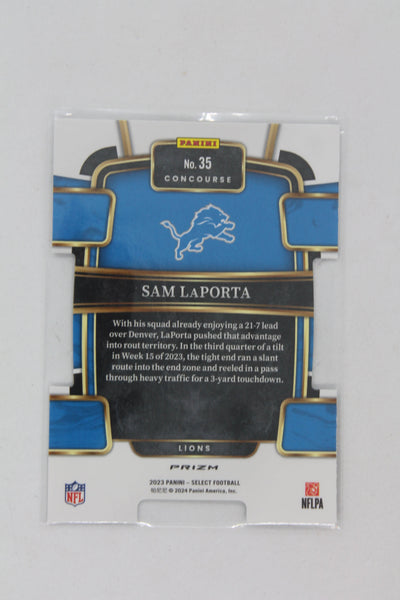 PANINI
No. 35
CONCOURSE
SAM LAPORTA
With his squad already enjoying a 21-7 lead
over Denver, LaPorta pushed that advantage
into rout territory. In the third quarter of a tilt
in Week 15 of 2023, the tight end ran a slant
route into the end zone and reeled in a pass
through heavy traffic for a 3-yard touchdown.
LIONS
PRIZM
2023 PANINI – SELECT FOOTBALL
© 2024 Panini America, Inc.
NFL
NFLPA